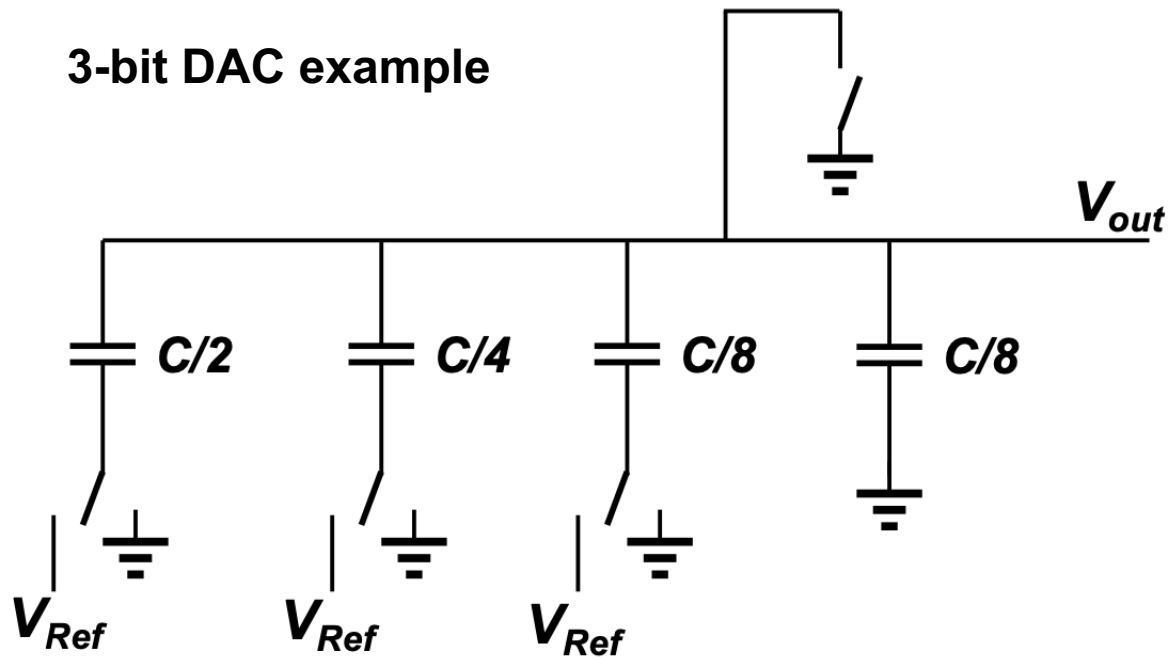 3-bit DAC example
Vout
C/2
C/4
C/8
C/8
VRef
VRef
VRef